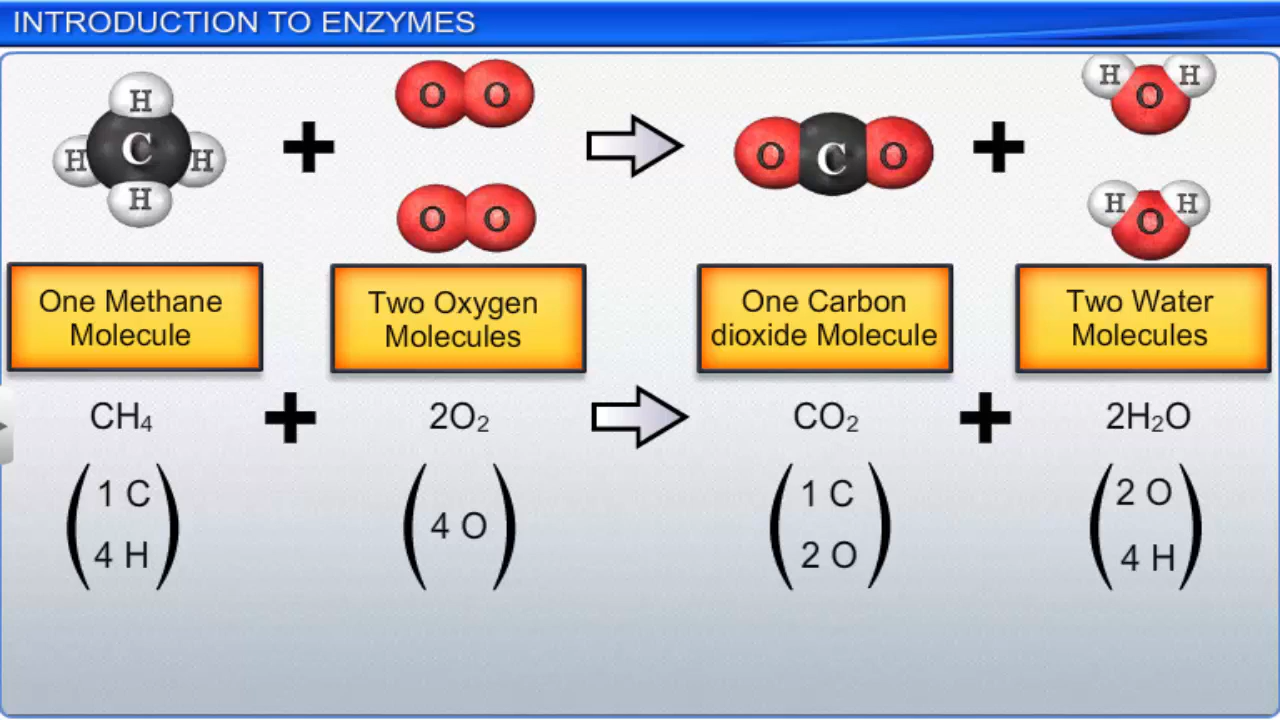 INTRODUCTION TO ENZYMES
H
H C H
H
+
O O
O O
O C O
+
H O H
H O H
One Methane
Molecule
Two Oxygen
Molecules
One Carbon
dioxide Molecule
Two Water
Molecules
CH₄ + 2O₂ CO₂ + 2H₂O
1 C
4 H
4 O
1 C
2 O
2 O
4 H